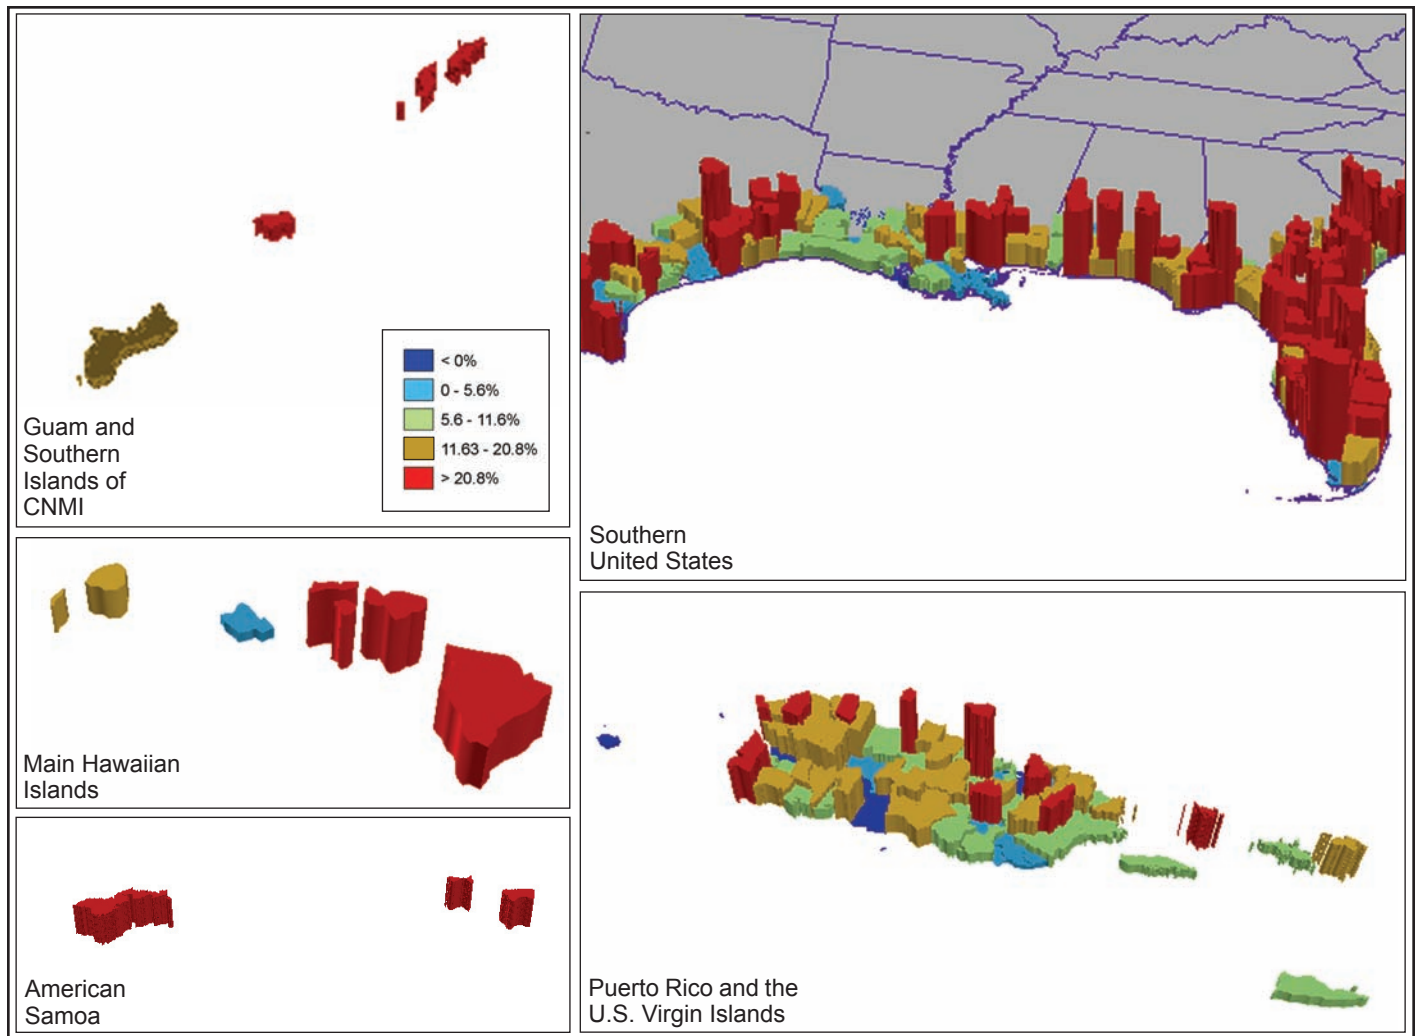 Guam and
Southern
Islands of
CNMI
< 0%
0 - 5.6%
5.6 - 11.6%
11.63 - 20.8%
> 20.8%
Southern
United States
Main Hawaiian
Islands
American
Samoa
Puerto Rico and the
U.S. Virgin Islands